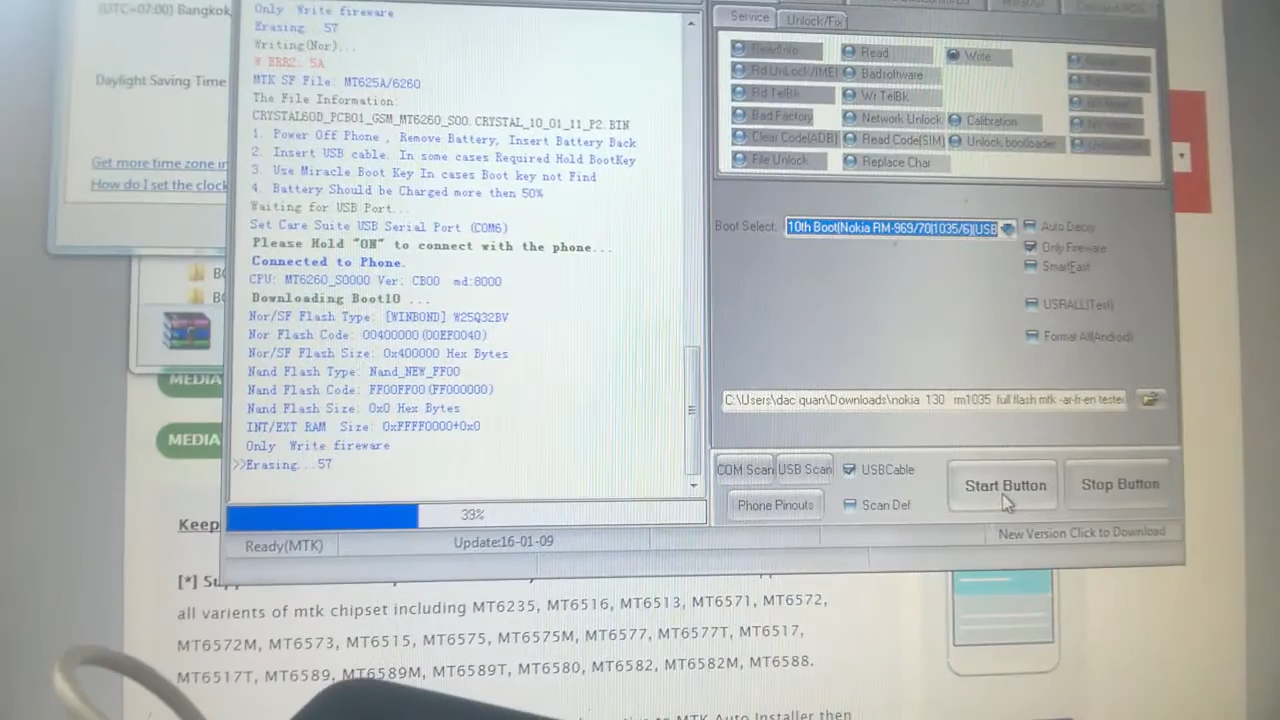 (UTC+07:00) Bangkok,
Daylight Saving Time
Get more time zone in
How do I set the clock
MEDIA
MEDIA
Keep
Only Write fireware
Erasing 57
Writing(Nor)...
MTK SF File: MT625A/6260
The File Information:
CRYSTAL60D_PCB01_GSM_MT6260_S00.CRYSTAL_10_01_11_P2.BIN
1. Power Off Phone , Remove Battery, Insert Battery Back
2. Insert USB cable. In some cases Required Hold BootKey
3. Use Miracle Boot Key In cases Boot key not Find
4. Battery Should be Charged more then 50%
Waiting for USB Port...
Set Care Suite USB Serial Port (COM6)
Please Hold "ON" to connect with the phone...
Connected to Phone.
CPU: MT6260_S0000 Ver: CB00 md:8000
Downloading Boot10 ...
Nor/SF Flash Type: [WINBOND] W25Q32BV
Nor Flash Code: 00400000(00EF0040)
Nor/SF Flash Size: 0x400000 Hex Bytes
Nand Flash Type: Nand_NEW_FF00
Nand Flash Code: FF00FF00(FF000000)
Nand Flash Size: 0x0 Hex Bytes
INT/EXT RAM Size: 0xFFFF0000+0x0
Only Write fireware
>>Erasing...57
39%
Ready(MTK)
Update:16-01-09
Service
Unlock/Fix
ReadInfo
Read
Write
Rd UnLock/IMEI
Badsoftware
Rd TelBk
Wr TelBk
Bad Factory
Network Unlock
Calibration
Clear Code(ADB)
Read Code(SIM)
Unlock bootloader
File Unlock
Replace Char
Boot Select:
10th Boot(Nokia RM-969/70|1035/6)(USB
Auto Decoy
Only Fireware
SmartFast
USRALL(Test)
Format All(Android)
C:\Users\dac quan\Downloads\nokia 130 rm1035 full flash mtk -ar-fr-en teste
COM Scan
USB Scan
USBCable
Start Button
Stop Button
Phone Pinouts
Scan Def
New Version Click to Download
all varients of mtk chipset including MT6235, MT6516, MT6513, MT6571, MT6572,
MT6572M, MT6573, MT6515, MT6575, MT6575M, MT6577, MT6577T, MT6517,
MT6517T, MT6589, MT6589M, MT6589T, MT6580, MT6582, MT6582M, MT6588.
to MTK Auto Installer then